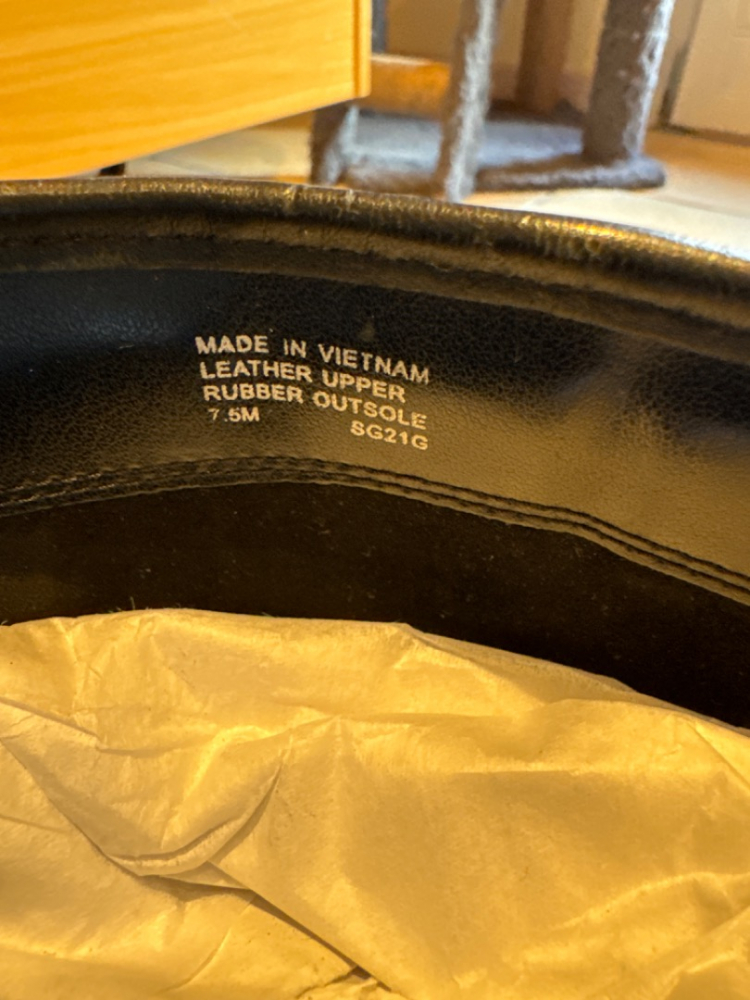 MADE IN VIETNAM
LEATHER UPPER
RUBBER OUTSOLE
7.5M SG21G